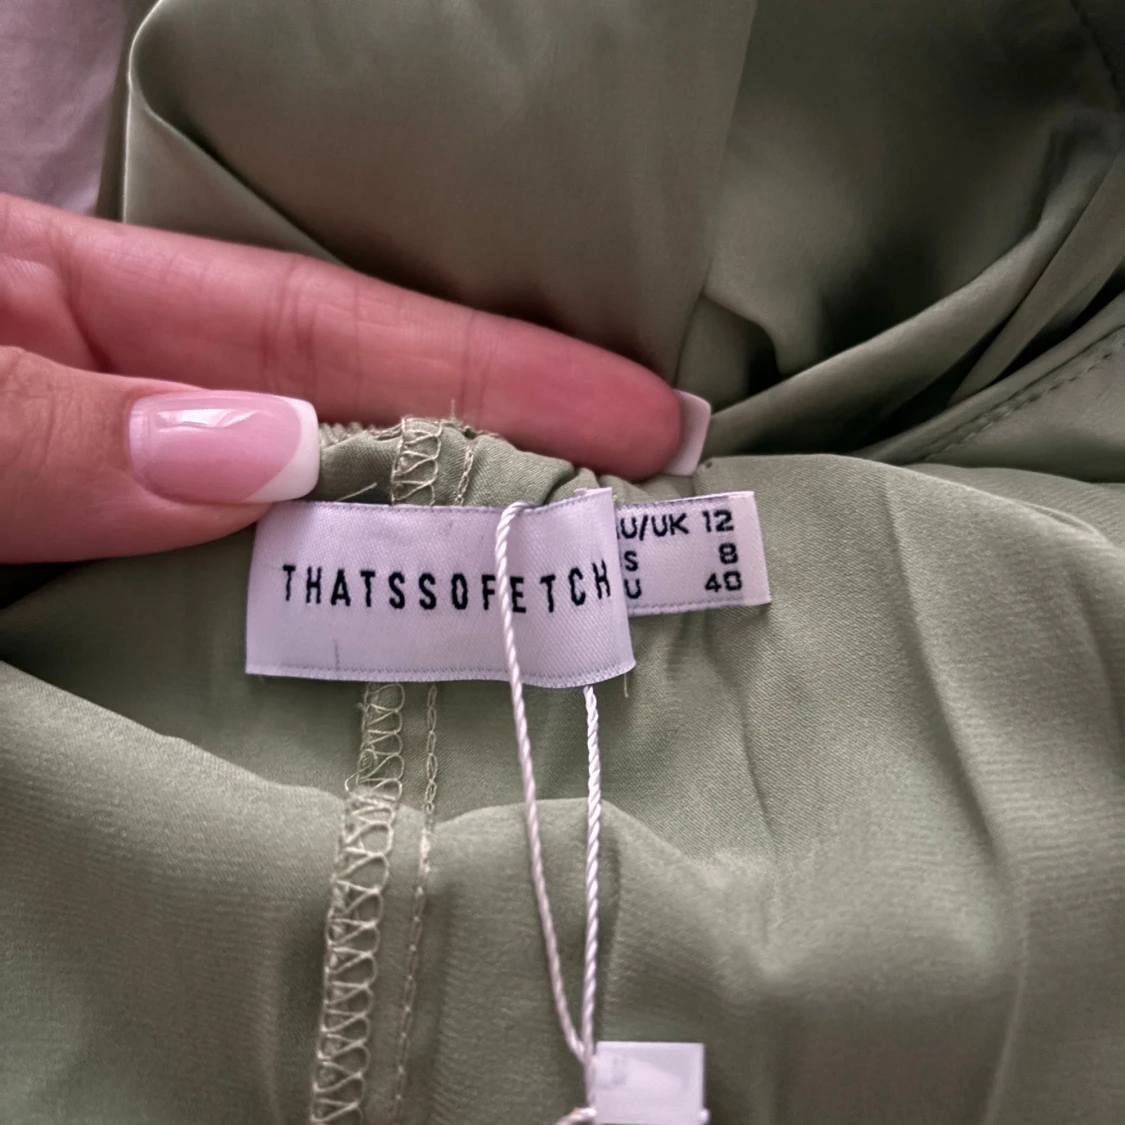 THATSSOFETCH
U/UK 12
S 8
U 40